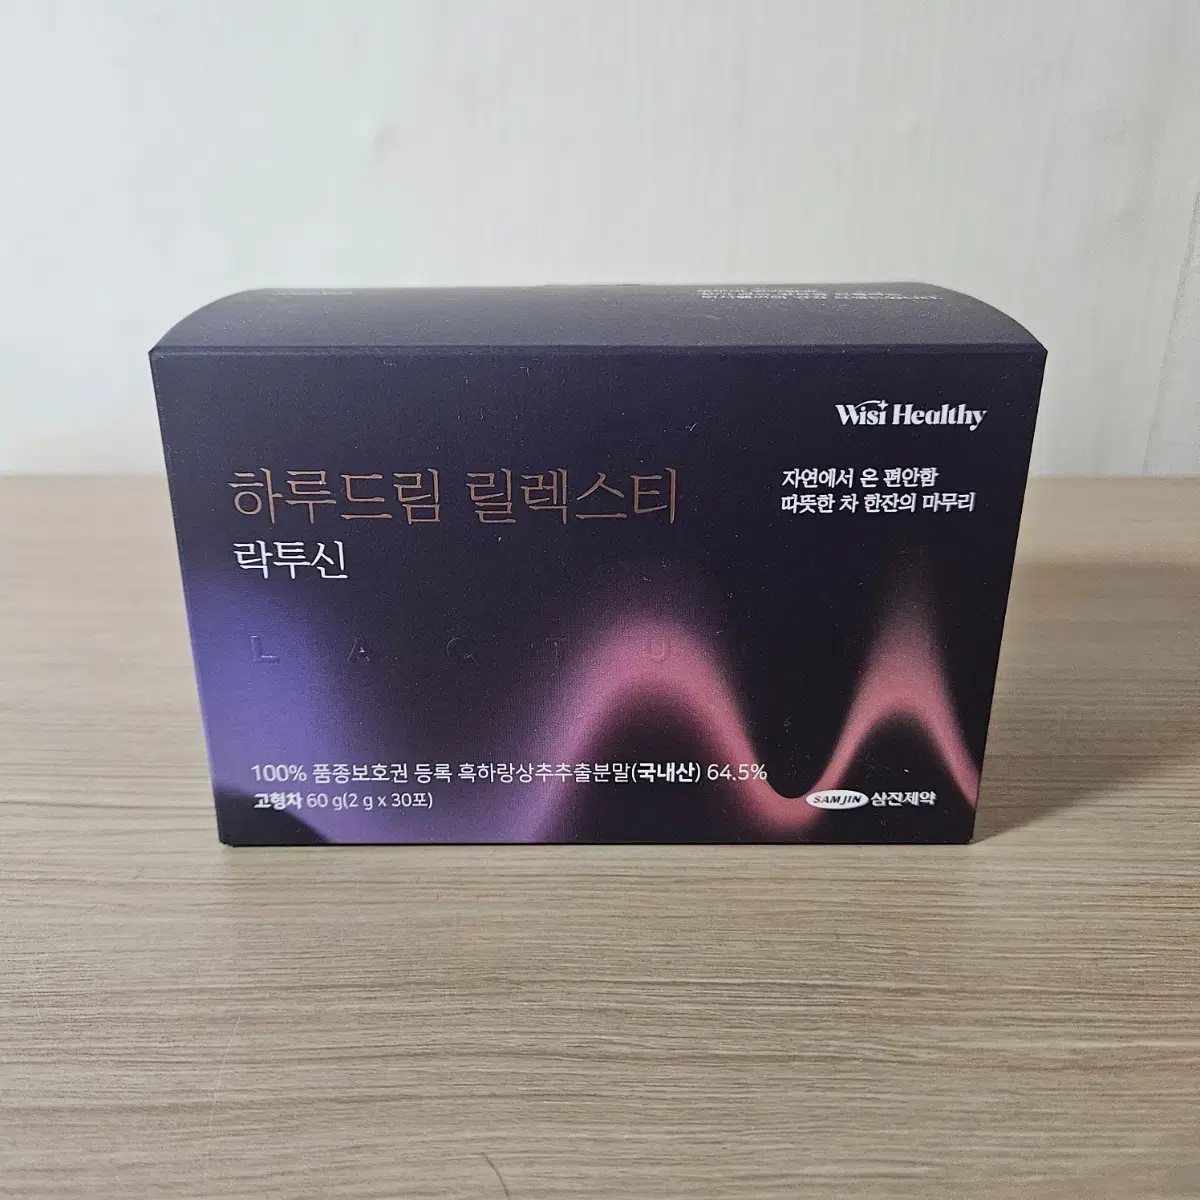 Wisi Healthy
하루드림 릴렉스티
락투신
자연에서 온 편안함
따뜻한 차 한잔의 마무리
L A C T U
100% 품종보호권 등록 흑하랑상추추출분말(국내산) 64.5%
고형차 60 g(2 g x 30포)
SAMJIN 삼진제약